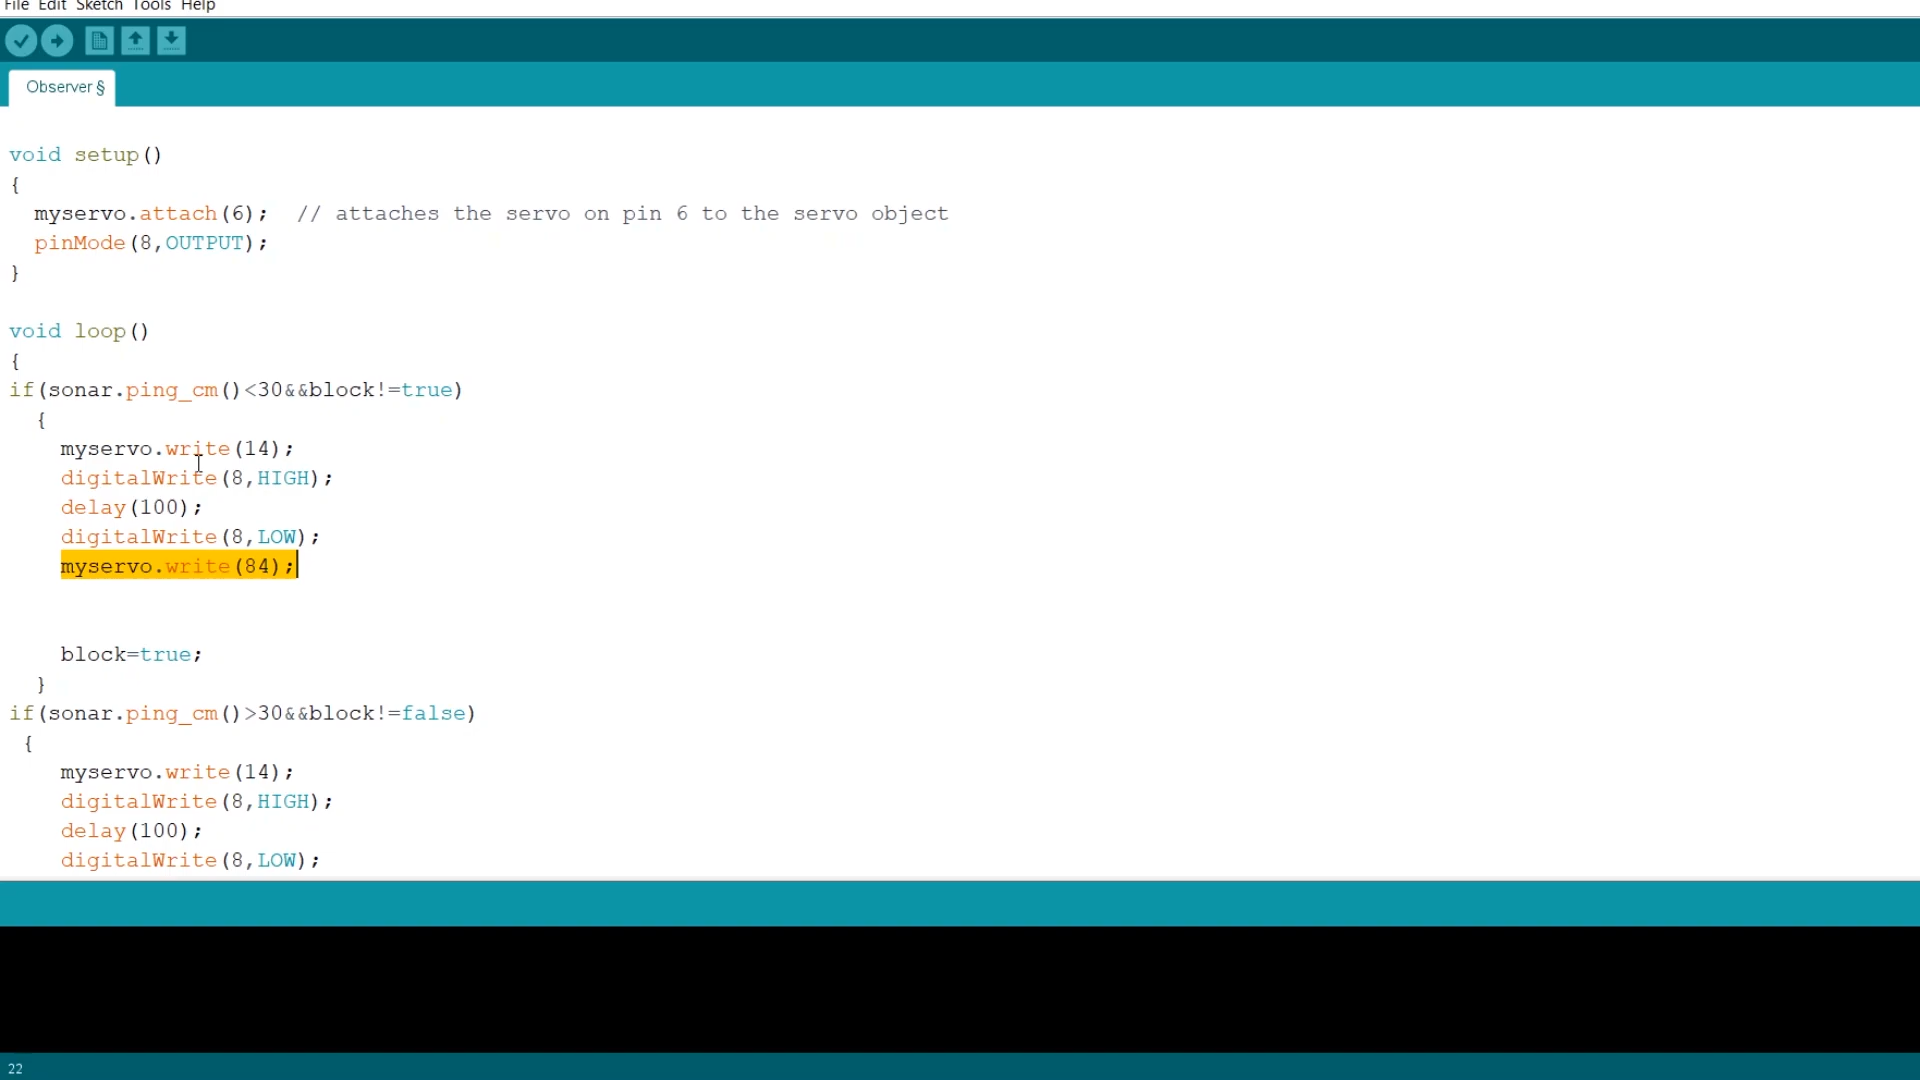 File Edit Sketch Tools Help
Observer §
void setup()
{
myservo.attach(6); // attaches the servo on pin 6 to the servo object
pinMode(8,OUTPUT);
}
void loop()
{
if(sonar.ping_cm()<30&&block!=true)
{
myservo.write(14);
digitalWrite(8,HIGH);
delay(100);
digitalWrite(8,LOW);
myservo.write(84);
block=true;
}
if(sonar.ping_cm()>30&&block!=false)
{
myservo.write(14);
digitalWrite(8,HIGH);
delay(100);
digitalWrite(8,LOW);
22